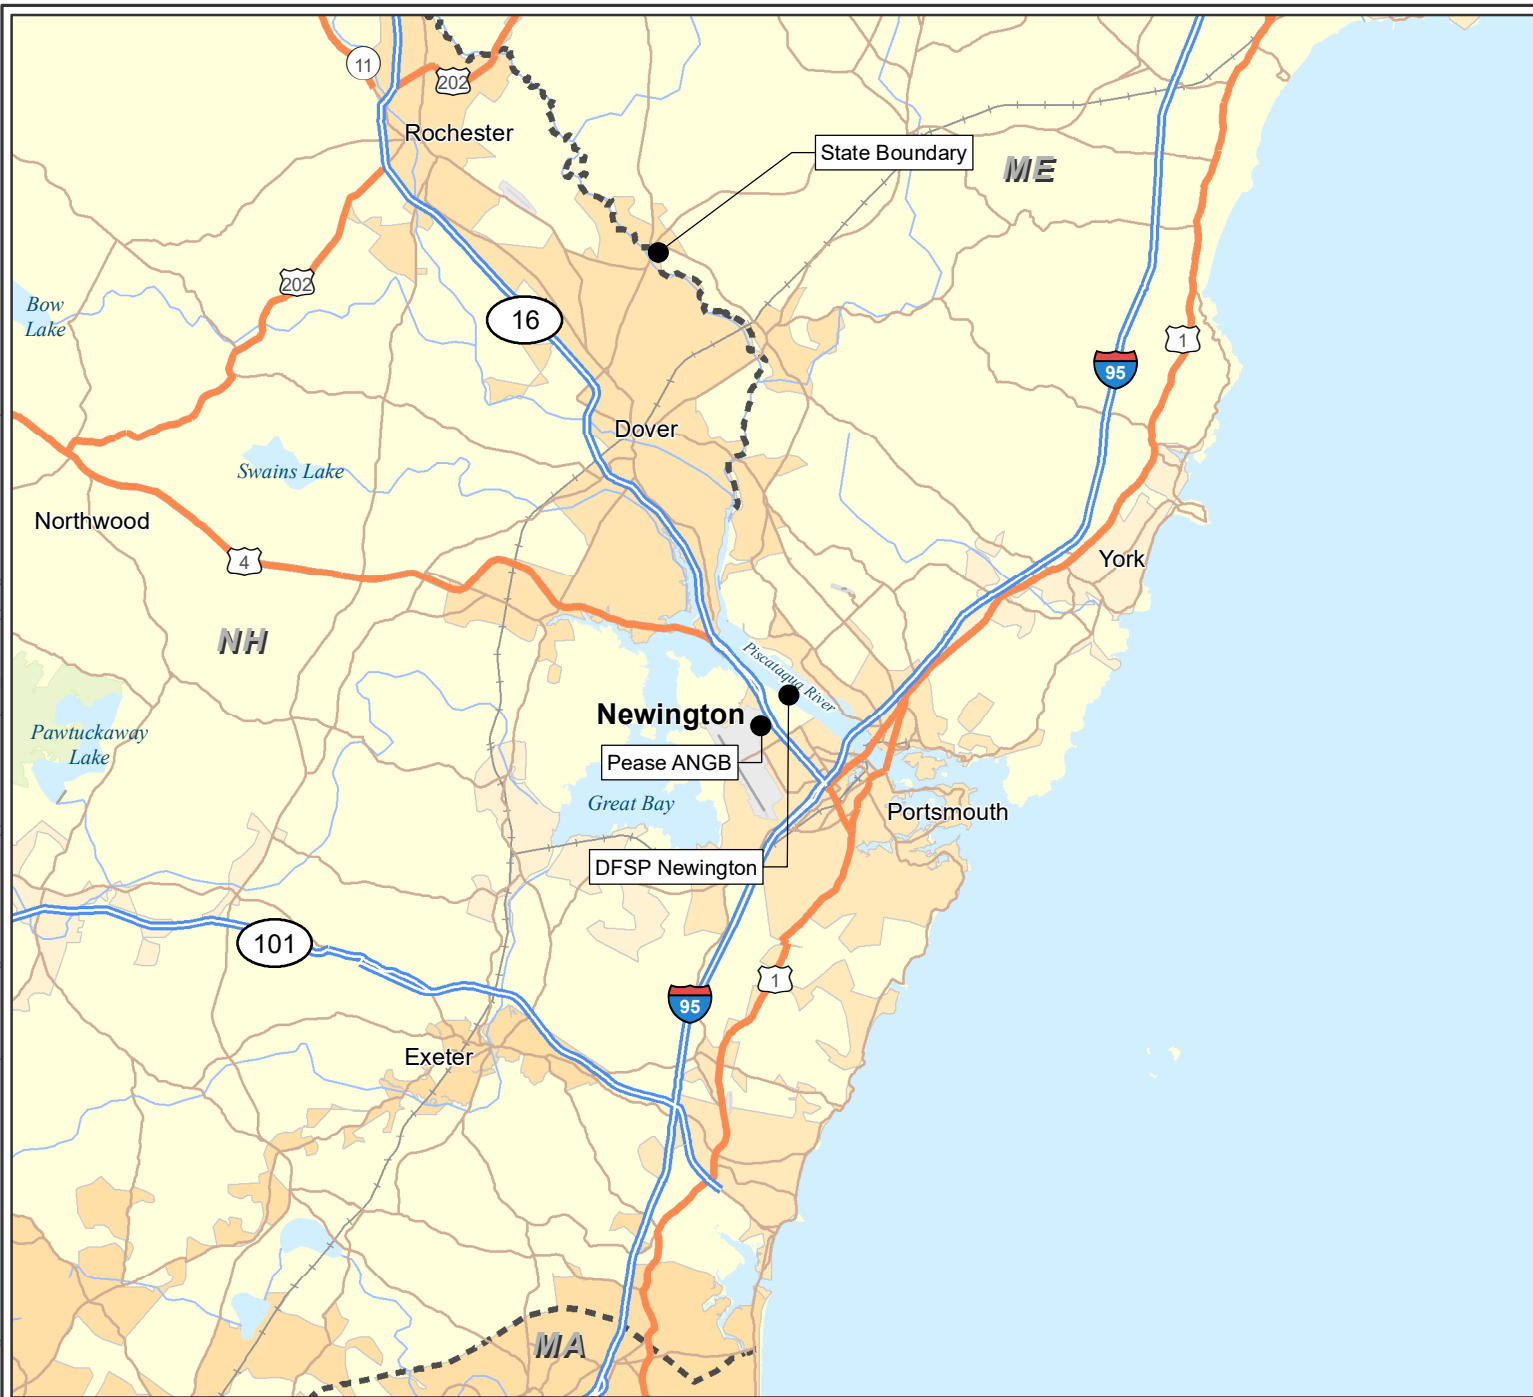 11
202
Rochester
State Boundary
ME
202
Bow
Lake
16
1
95
Dover
Swains Lake
Northwood
4
York
NH
Piscataqua River
Newington
Pawtuckaway
Lake
Pease ANGB
Great Bay
Portsmouth
DFSP Newington
101
1
95
Exeter
MA